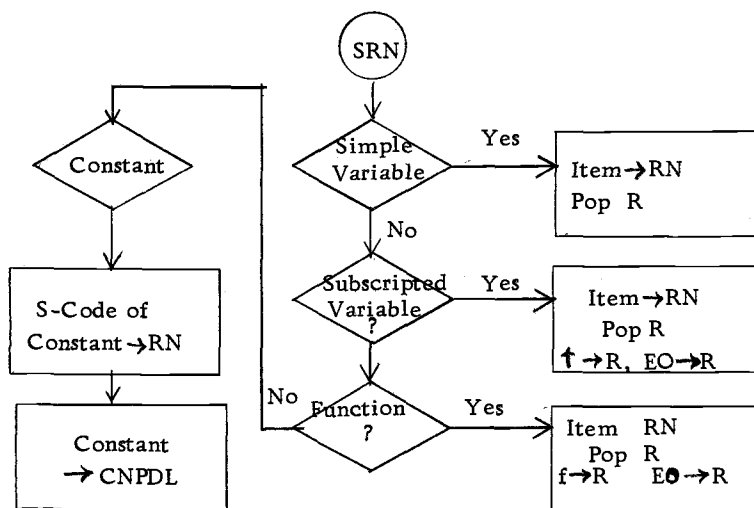 SRN
Simple
Variable
Yes
Item→RN
Pop R
No
Subscripted
Variable
?
Yes
Item→RN
Pop R
↑→R, EO→R
Function
?
Yes
Item RN
Pop R
f→R EO→R
No
Constant
S-Code of
Constant→RN
Constant
→CNPDL